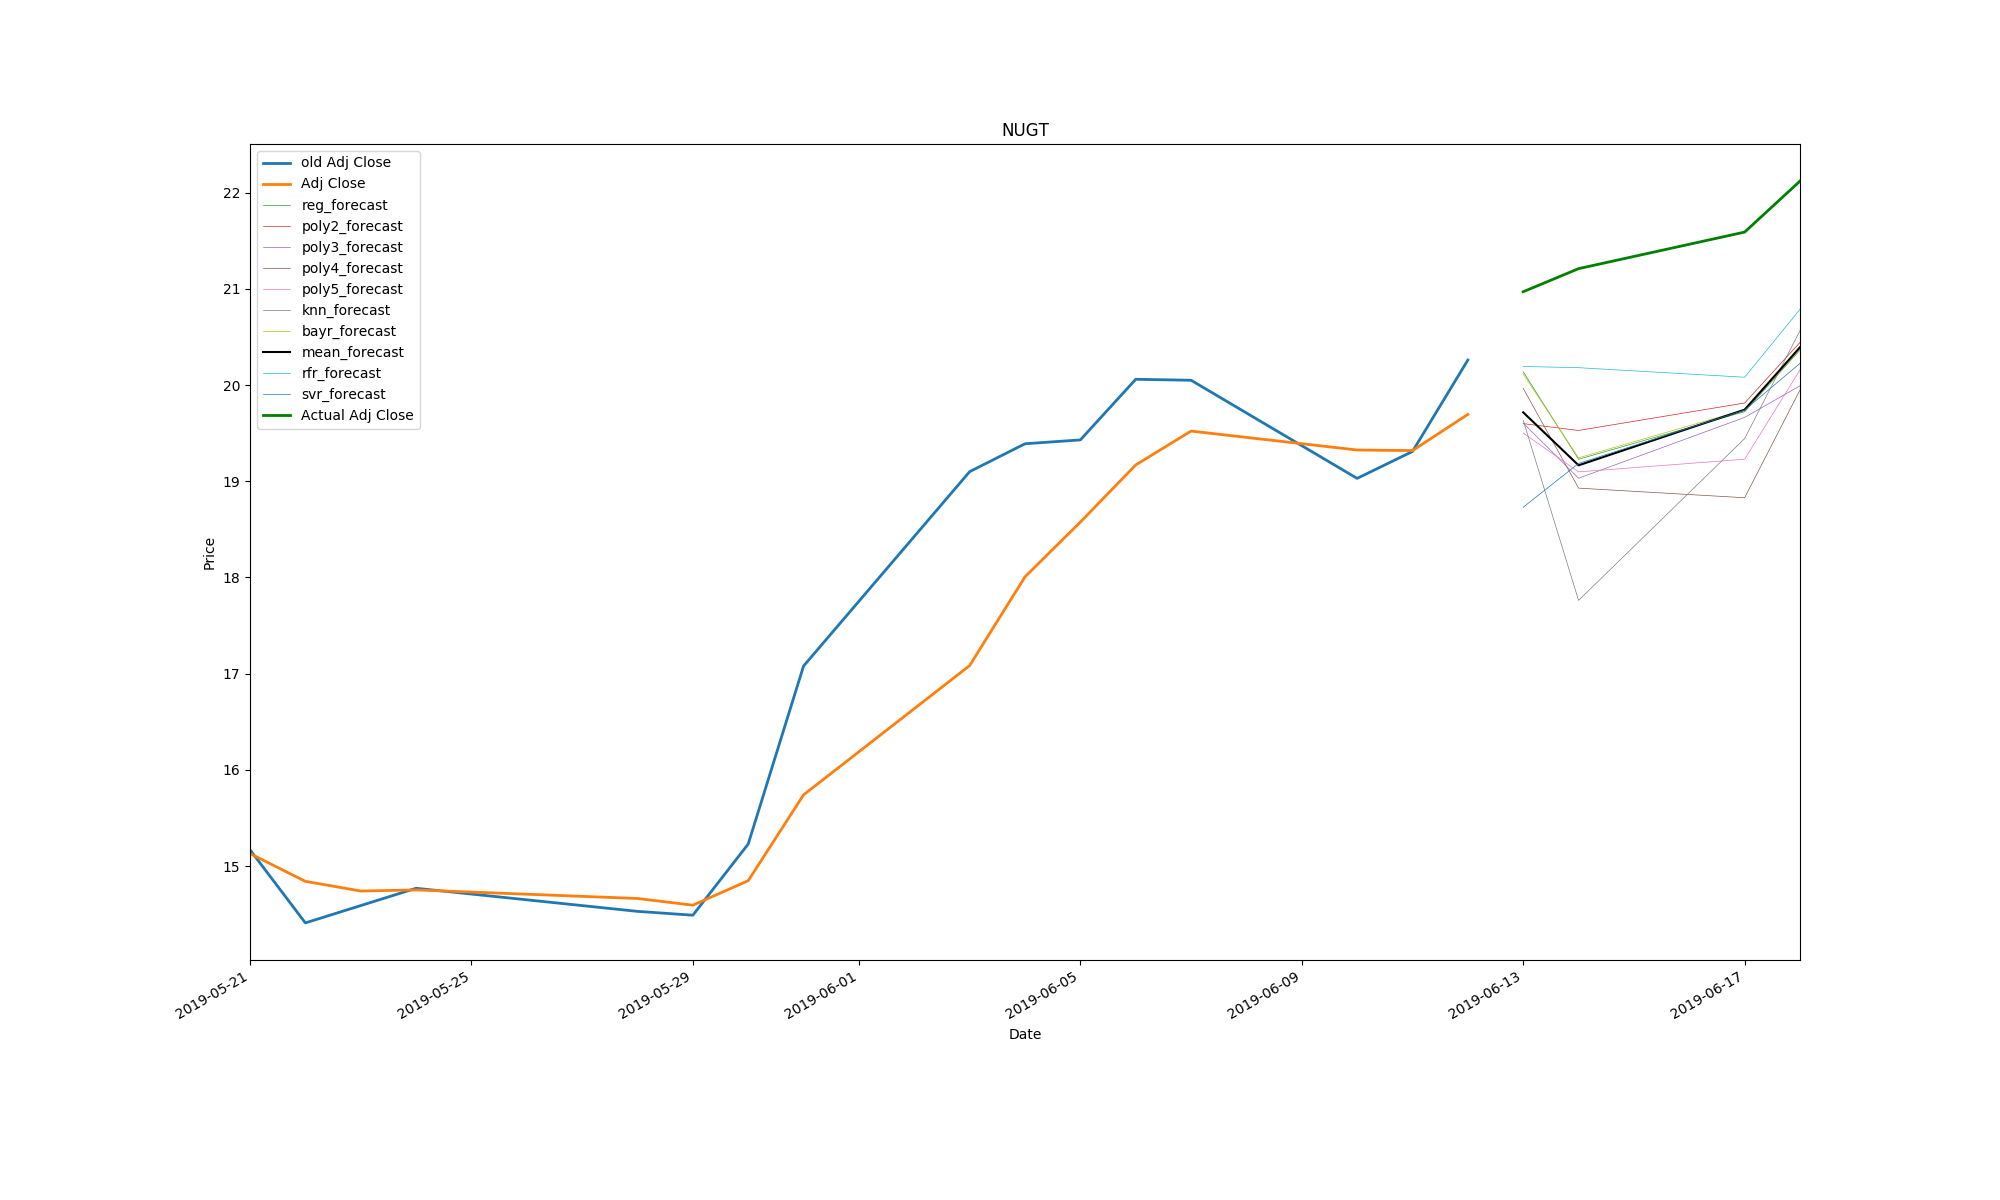 NUGT
old Adj Close
Adj Close
reg_forecast
poly2_forecast
poly3_forecast
poly4_forecast
poly5_forecast
knn_forecast
bayr_forecast
mean_forecast
rfr_forecast
svr_forecast
Actual Adj Close
22
21
20
19
18
17
16
15
Price
2019-05-21
2019-05-25
2019-05-29
2019-06-01
2019-06-05
2019-06-09
2019-06-13
2019-06-17
Date